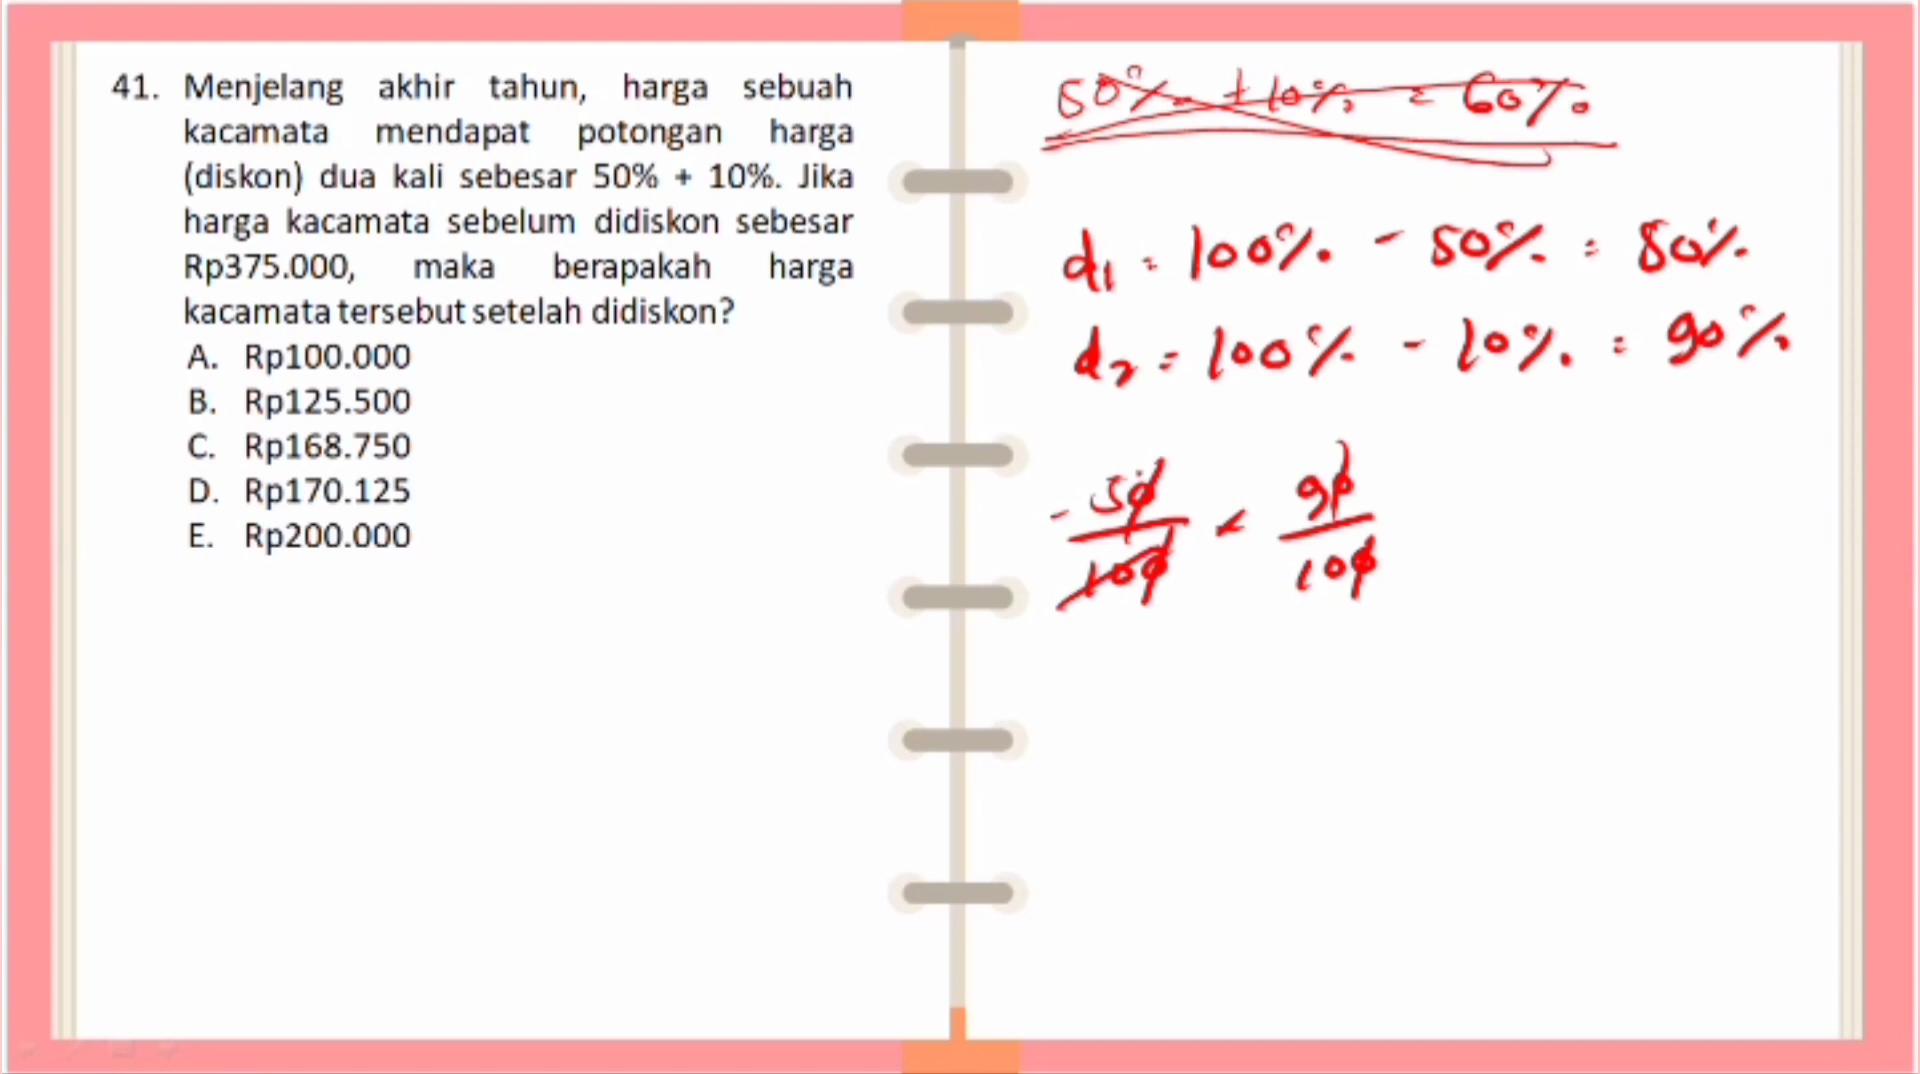 41. Menjelang akhir tahun, harga sebuah
kacamata mendapat potongan harga
(diskon) dua kali sebesar 50% + 10%. Jika
harga kacamata sebelum didiskon sebesar
Rp375.000, maka berapakah harga
kacamata tersebut setelah didiskon?
A. Rp100.000
B. Rp125.500
C. Rp168.750
D. Rp170.125
E. Rp200.000
50% + 10% = 60%
d1 = 100% - 50% = 50%
d2 = 100% - 10% = 90%
= 50/100 × 90/100